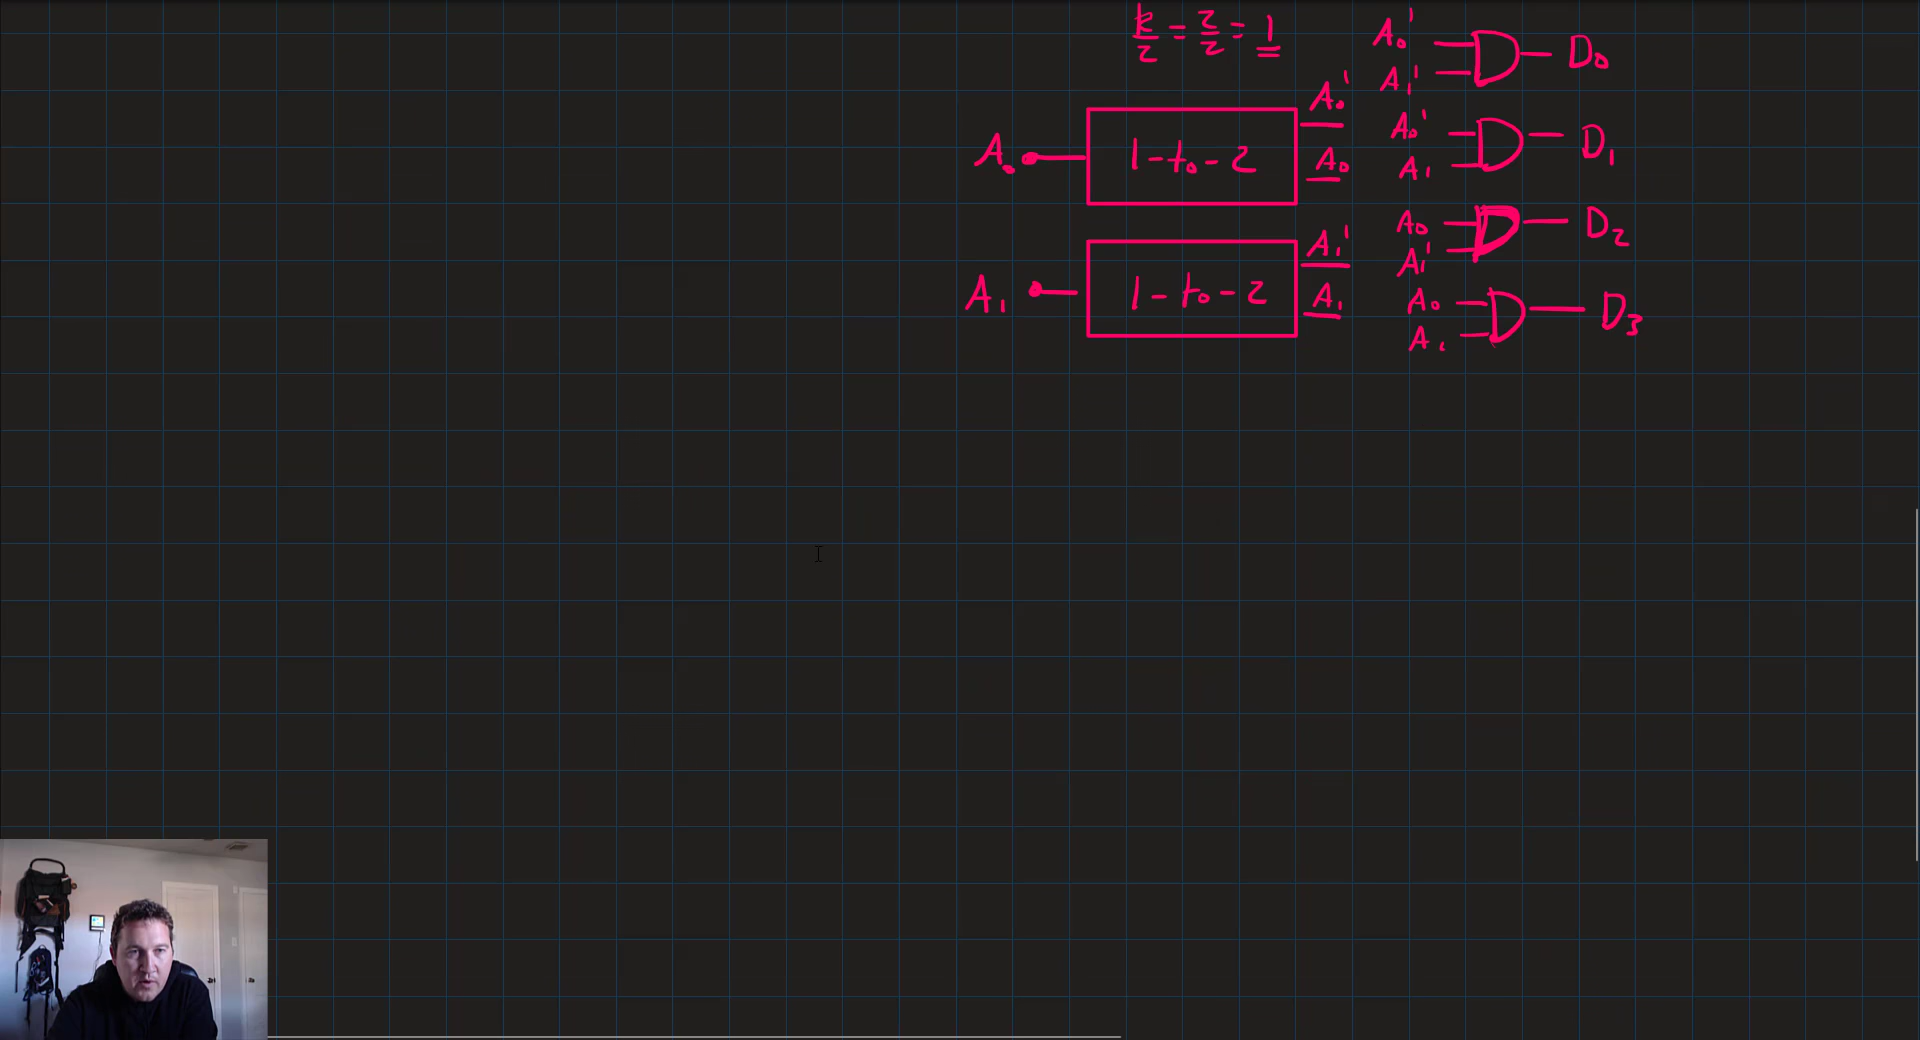 k/2 = 2/2 = 1
A₀' A₁' D₀
A₀ 1-to-2 A₀' A₀
A₀' A₁ D₁
A₁ 1-to-2 A₁' A₁
A₀ A₁' D₂
A₀ A₁ D₃